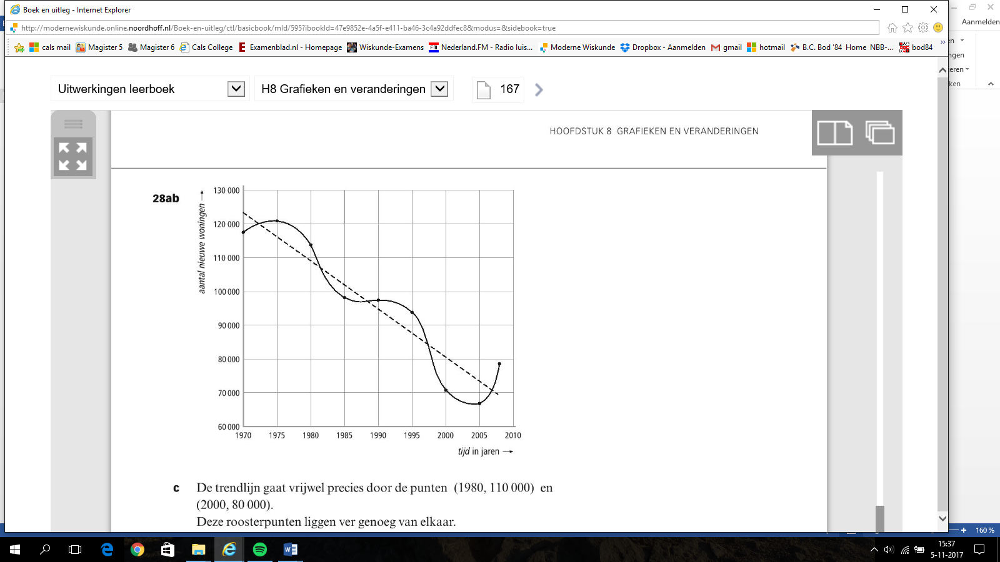 Boek en uitleg - Internet Explorer
Aanmelden
http://modernewiskunde.online.noordhoff.nl/Boek-en-uitleg/ctl/basicbook/mId/595?ibookId=47e9852e-4a5f-e411-ba46-3c4a92ddfec8&modus=&sidebook=true
cals mail Magister 5 Magister 6 Cals College Examenblad.nl - Homepage Wiskunde-Examens Nederland.FM - Radio luis... Moderne Wiskunde Dropbox - Aanmelden gmail hotmail B.C. Bod '84 Home NBB-... bod84
Uitwerkingen leerboek H8 Grafieken en veranderingen 167
HOOFDSTUK 8 GRAFIEKEN EN VERANDERINGEN
28ab
aantal nieuwe woningen
130 000
120 000
110 000
100 000
90 000
80 000
70 000
60 000
1970 1975 1980 1985 1990 1995 2000 2005 2010
tijd in jaren
c De trendlijn gaat vrijwel precies door de punten (1980, 110 000) en
(2000, 80 000).
Deze roosterpunten liggen ver genoeg van elkaar.
160 %
15:37
5-11-2017